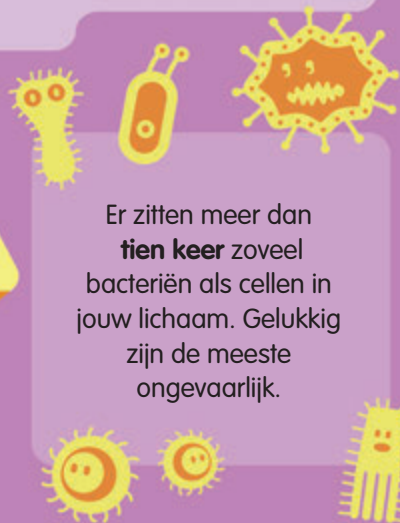 Er zitten meer dan
tien keer zoveel
bacteriën als cellen in
jouw lichaam. Gelukkig
zijn de meeste
ongevaarlijk.